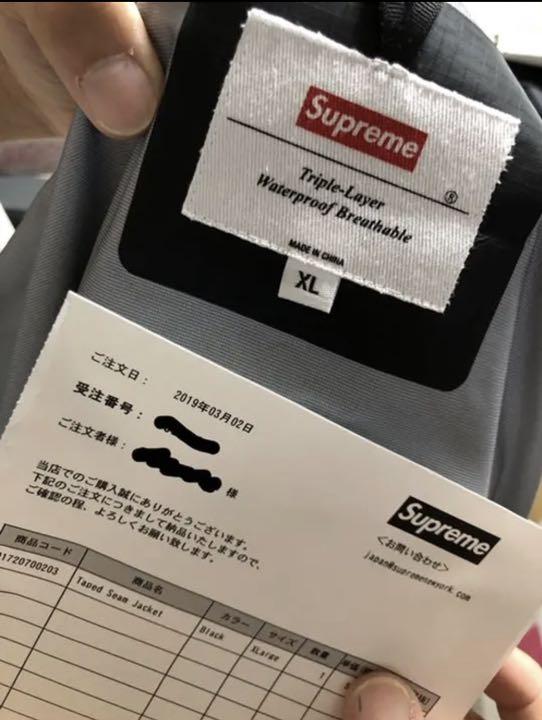 Supreme
®
Triple-Layer
Waterproof Breathable
MADE IN CHINA
XL
ご注文日: 2019年03月02日
受注番号:
ご注文者様: 様
当店でのご購入誠にありがとうございます。
下記のご注文につきまして納品いたしますので、
ご確認の程、よろしくお願い致します。
Supreme
<お問い合わせ>
japan@supremenewyork.com
商品コード 商品名 カラー サイズ 数量 単価
1720700203 Taped Seam Jacket Black XLarge 1